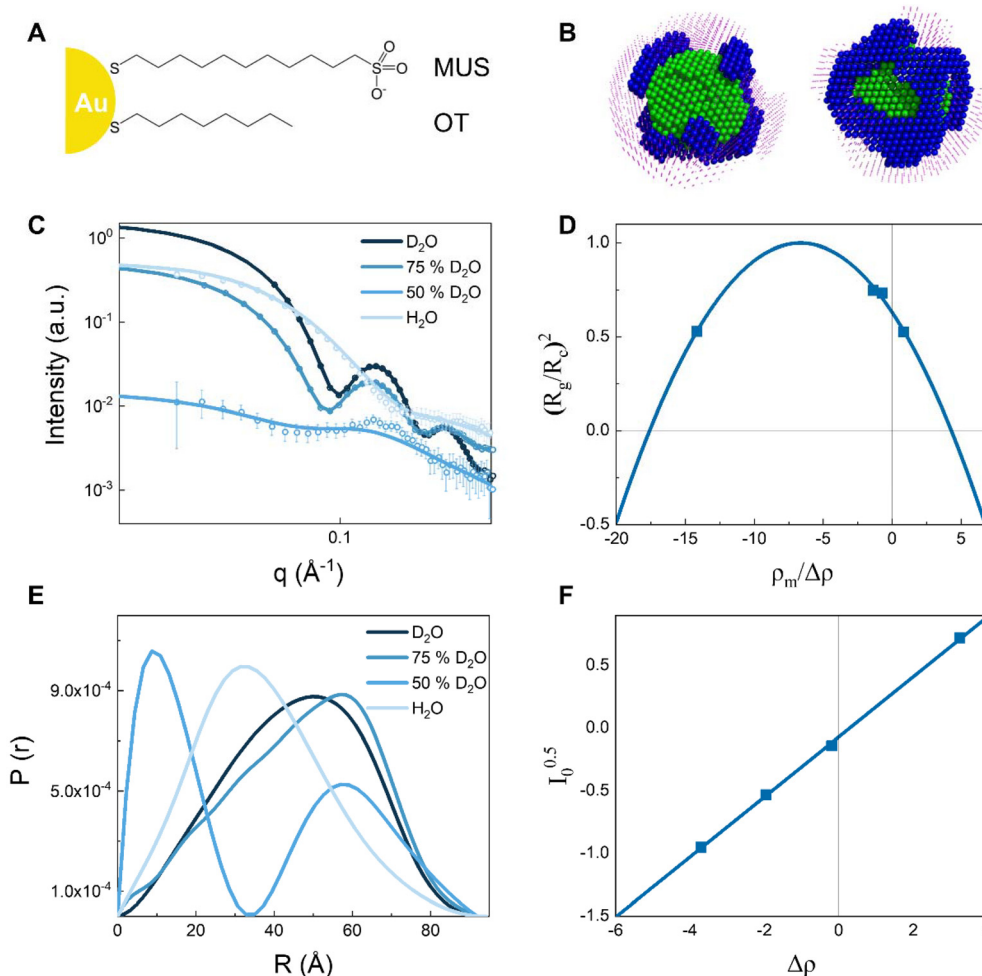 A
Au
S
S
O
S
O
O-
MUS
OT
B
C
Intensity (a.u.)
10⁰
10⁻¹
10⁻²
10⁻³
D₂O
75 % D₂O
50 % D₂O
H₂O
0.1
q (Å⁻¹)
D
(Rg/Rc)²
1.0
0.5
0.0
-0.5
-20 -15 -10 -5 0 5
ρm/Δρ
E
P (r)
9.0x10⁻⁴
5.0x10⁻⁴
1.0x10⁻⁴
D₂O
75 % D₂O
50 % D₂O
H₂O
0 20 40 60 80
R (Å)
F
I₀^0.5
0.5
0.0
-0.5
-1.0
-1.5
-6 -4 -2 0 2
Δρ